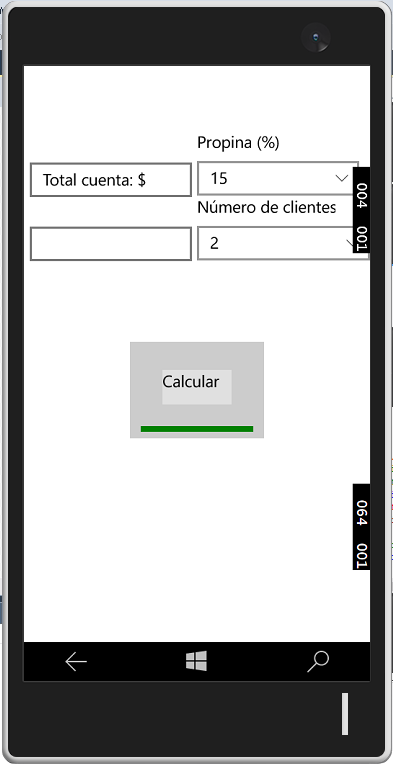 Propina (%)
Total cuenta: $
15
Número de clientes
2
Calcular
004 001
064 001